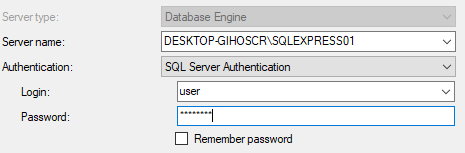 Server type: Database Engine
Server name: DESKTOP-GIHOSCR\SQLEXPRESS01
Authentication: SQL Server Authentication
Login: user
Password: ********
Remember password